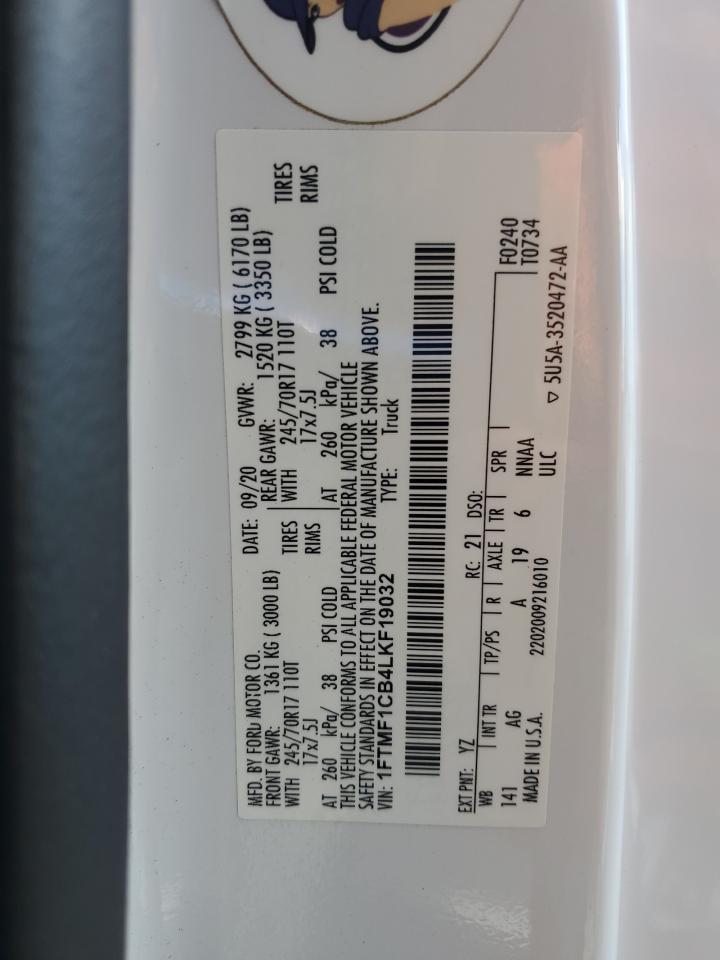 MFD. BY FORD MOTOR CO.
DATE: 09/20 GVWR: 2799 KG ( 6170 LB)
FRONT GAWR: 1361 KG ( 3000 LB)
REAR GAWR: 1520 KG ( 3350 LB)
WITH 245/70R17 110T TIRES
WITH 245/70R17 110T TIRES
17x7.5J RIMS
17x7.5J RIMS
AT 260 kPa/ 38 PSI COLD
AT 260 kPa/ 38 PSI COLD
THIS VEHICLE CONFORMS TO ALL APPLICABLE FEDERAL MOTOR VEHICLE
SAFETY STANDARDS IN EFFECT ON THE DATE OF MANUFACTURE SHOWN ABOVE.
VIN: 1FTMF1CB4LKF19032 TYPE: Truck
EXT PNT: YZ RC: 21 DSO:
WB INT TR TP/PS R AXLE TR SPR F0240
141 AG A 19 6 NNAA T0734
MADE IN U.S.A. 2202009216010 ULC
▽ 5U5A-3520472-AA